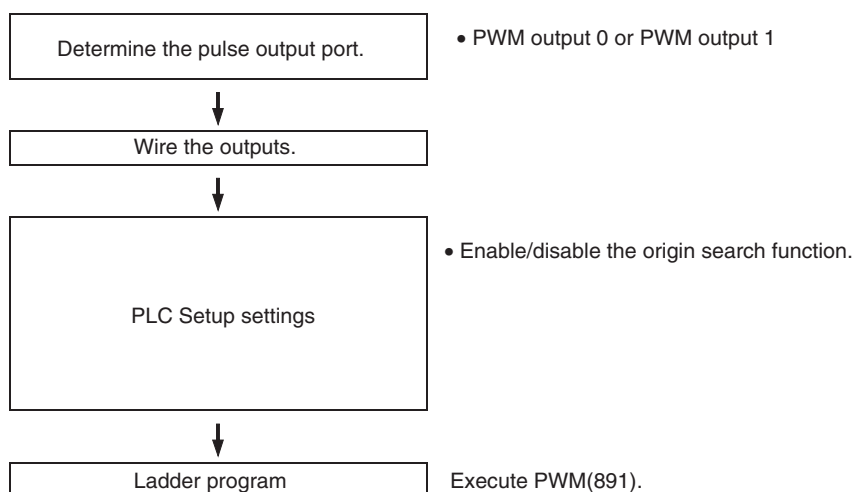 Determine the pulse output port.
• PWM output 0 or PWM output 1
Wire the outputs.
PLC Setup settings
• Enable/disable the origin search function.
Ladder program
Execute PWM(891).